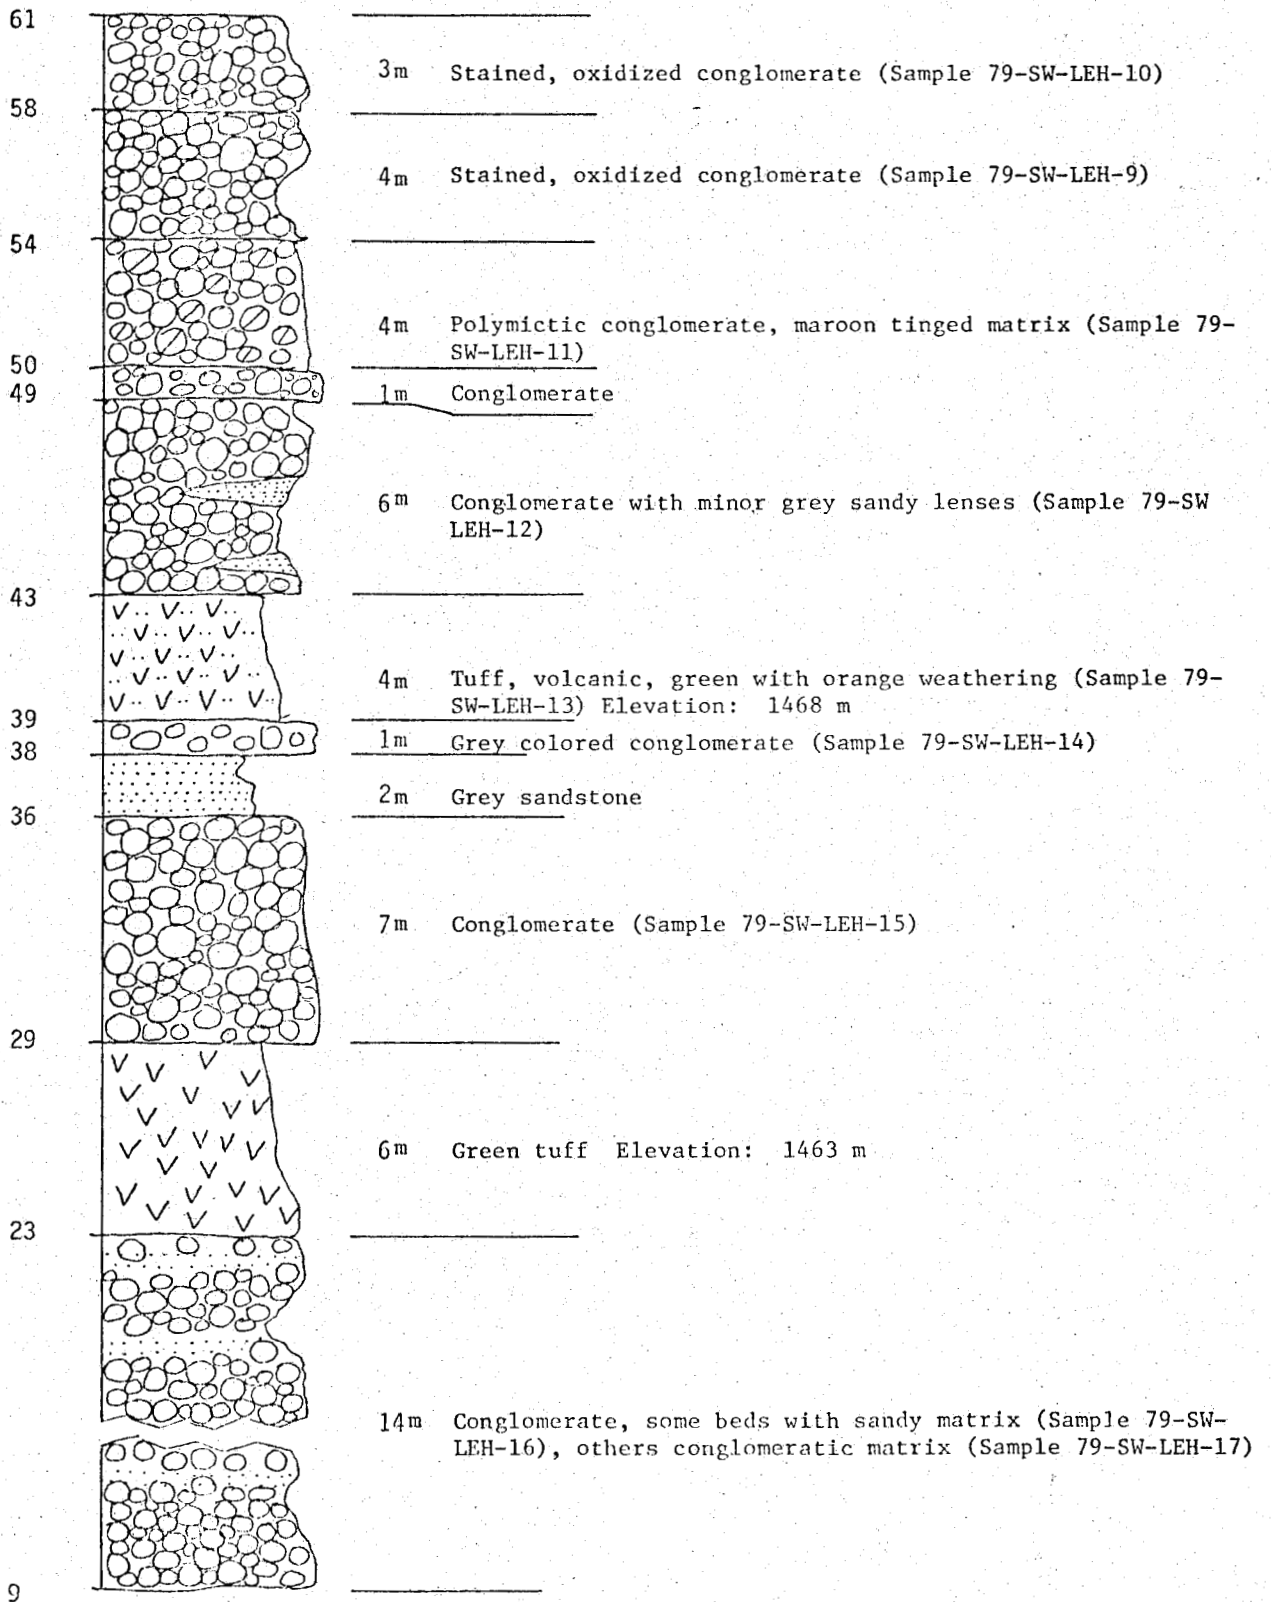 61
3m Stained, oxidized conglomerate (Sample 79-SW-LEH-10)
58
4m Stained, oxidized conglomerate (Sample 79-SW-LEH-9)
54
4m Polymictic conglomerate, maroon tinged matrix (Sample 79-
SW-LEH-11)
50
49
1m Conglomerate
6m Conglomerate with minor grey sandy lenses (Sample 79-SW
LEH-12)
43
4m Tuff, volcanic, green with orange weathering (Sample 79-
SW-LEH-13) Elevation: 1468 m
39
1m Grey colored conglomerate (Sample 79-SW-LEH-14)
38
2m Grey sandstone
36
7m Conglomerate (Sample 79-SW-LEH-15)
29
6m Green tuff Elevation: 1463 m
23
14m Conglomerate, some beds with sandy matrix (Sample 79-SW-
LEH-16), others conglomeratic matrix (Sample 79-SW-LEH-17)
9